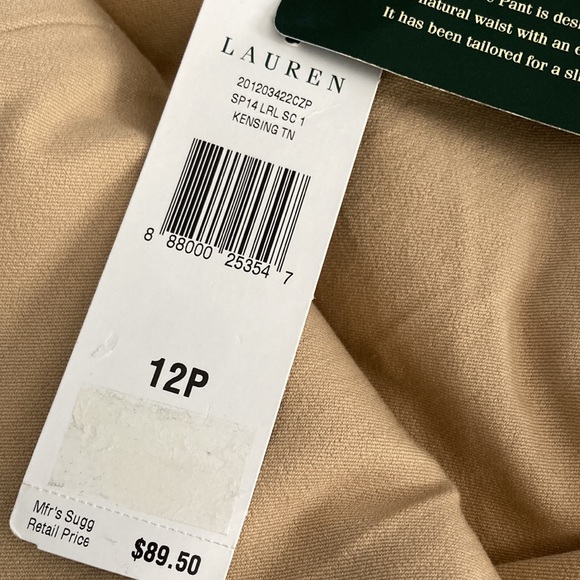 Pant is des
natural waist with an e
It has been tailored for a sli
LAUREN
201203422CZP
SP14 LRL SC 1
KENSING TN
8 88000 25354 7
12P
Mfr's Sugg
Retail Price
$89.50